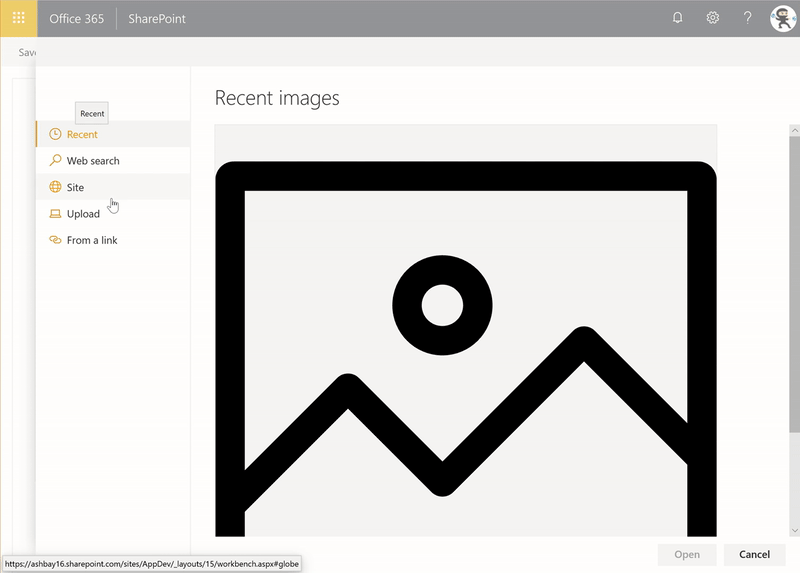 Office 365
SharePoint
?
Save
Recent images
Recent
Recent
Web search
Site
Upload
From a link
Open
Cancel
https://ashbay16.sharepoint.com/sites/AppDev/_layouts/15/workbench.aspx#globe